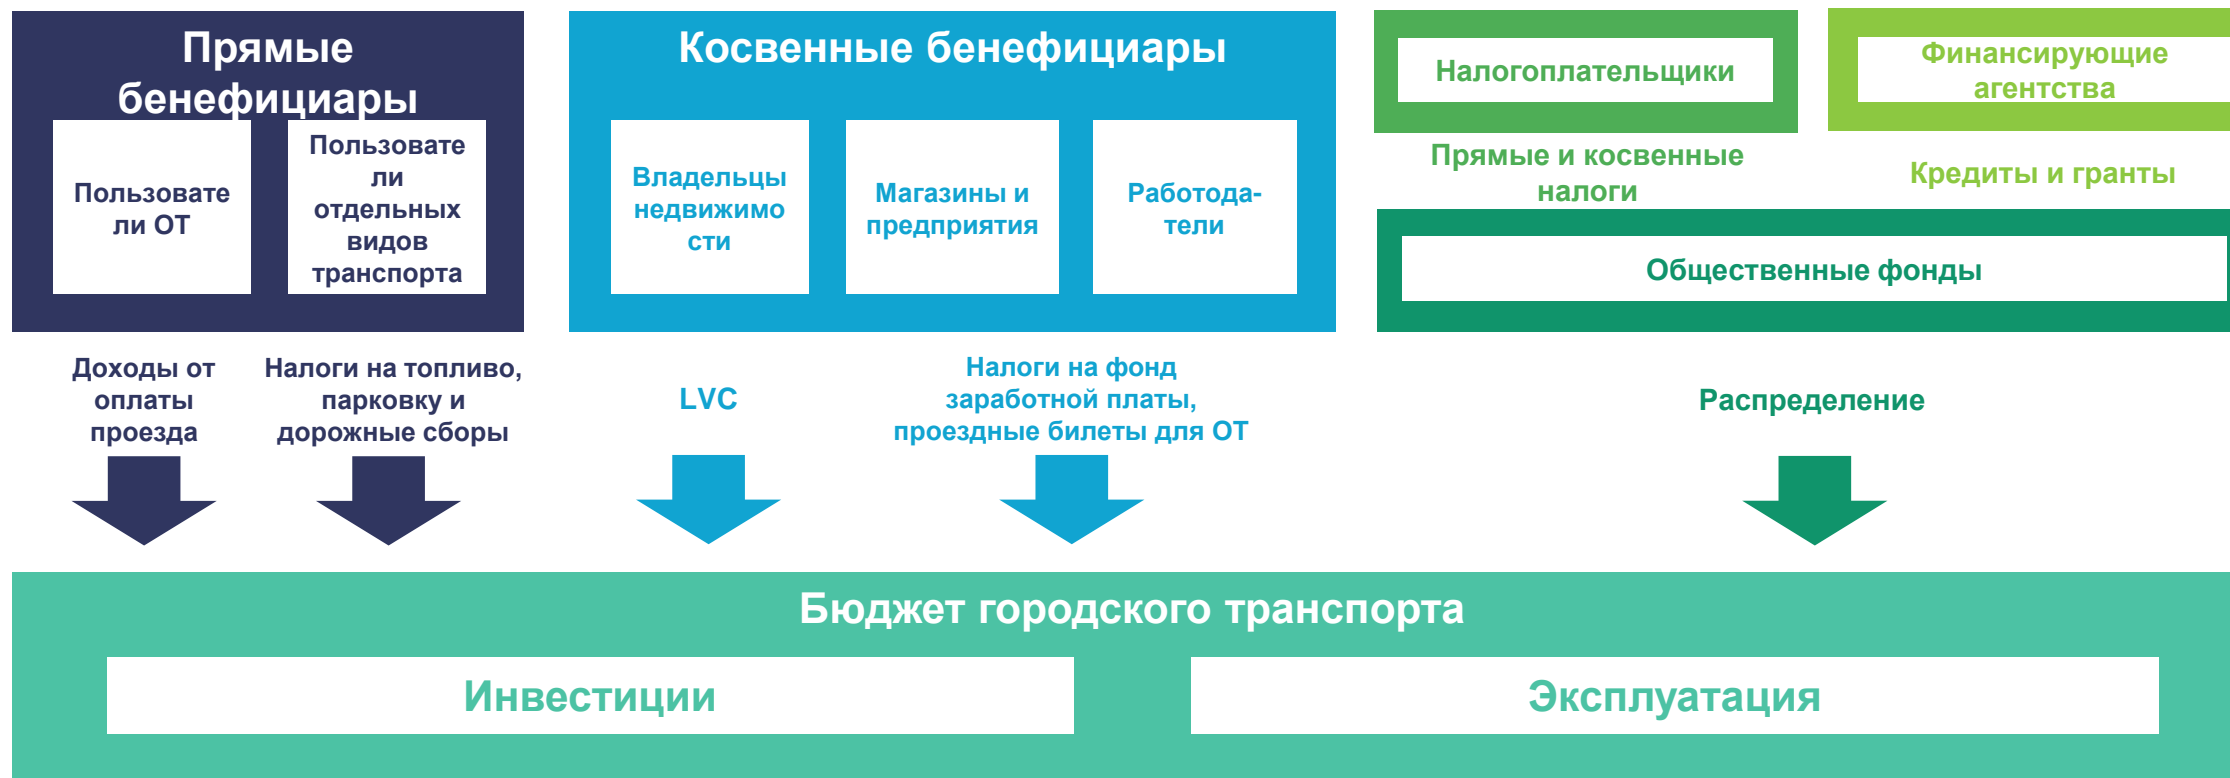 Прямые
бенефициары
Пользовате
ли ОТ
Пользовате
ли
отдельных
видов
транспорта
Косвенные бенефициары
Владельцы
недвижимо
сти
Магазины и
предприятия
Работода-
тели
Налогоплательщики
Финансирующие
агентства
Прямые и косвенные
налоги
Кредиты и гранты
Общественные фонды
Доходы от
оплаты
проезда
Налоги на топливо,
парковку и
дорожные сборы
LVC
Налоги на фонд
заработной платы,
проездные билеты для ОТ
Распределение
Бюджет городского транспорта
Инвестиции
Эксплуатация